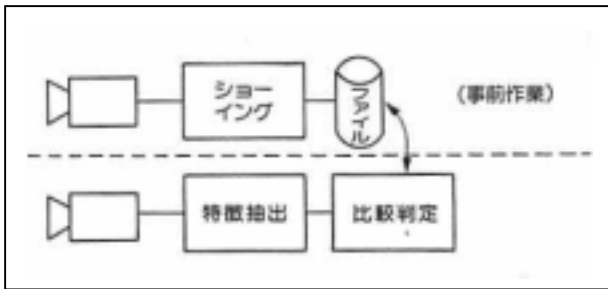 ショー
イング
ファイル
(事前作業)
特徴抽出
比較判定